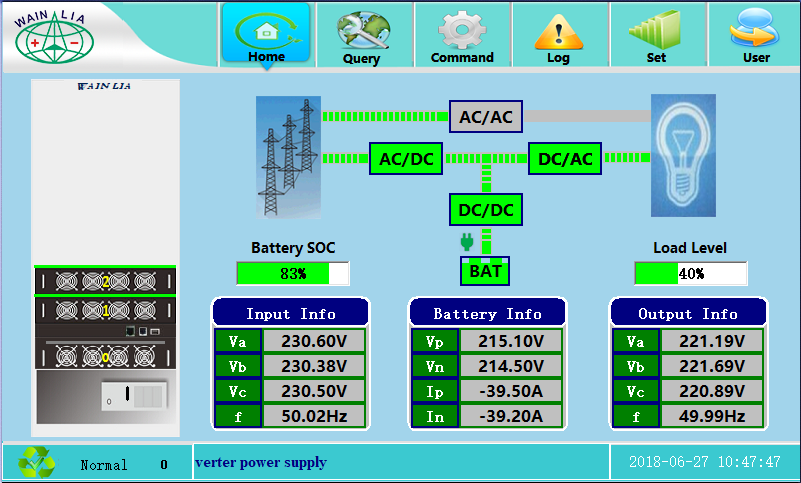 WAIN LIA
Home
Query
Command
Log
Set
User
WAIN LIA
AC/AC
AC/DC
DC/AC
DC/DC
BAT
Battery SOC
83%
Load Level
40%
2
1
0
Input Info
Va 230.60V
Vb 230.38V
Vc 230.50V
f 50.02Hz
Battery Info
Vp 215.10V
Vn 214.50V
Ip -39.50A
In -39.20A
Output Info
Va 221.19V
Vb 221.69V
Vc 220.89V
f 49.99Hz
Normal 0
verter power supply
2018-06-27 10:47:47